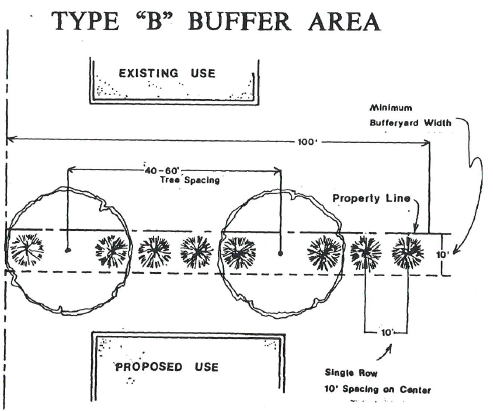 TYPE “B” BUFFER AREA
EXISTING USE
Minimum
Bufferyard Width
100'
40-60'
Tree Spacing
Property Line
10'
10'
PROPOSED USE
Single Row
10' Spacing on Center